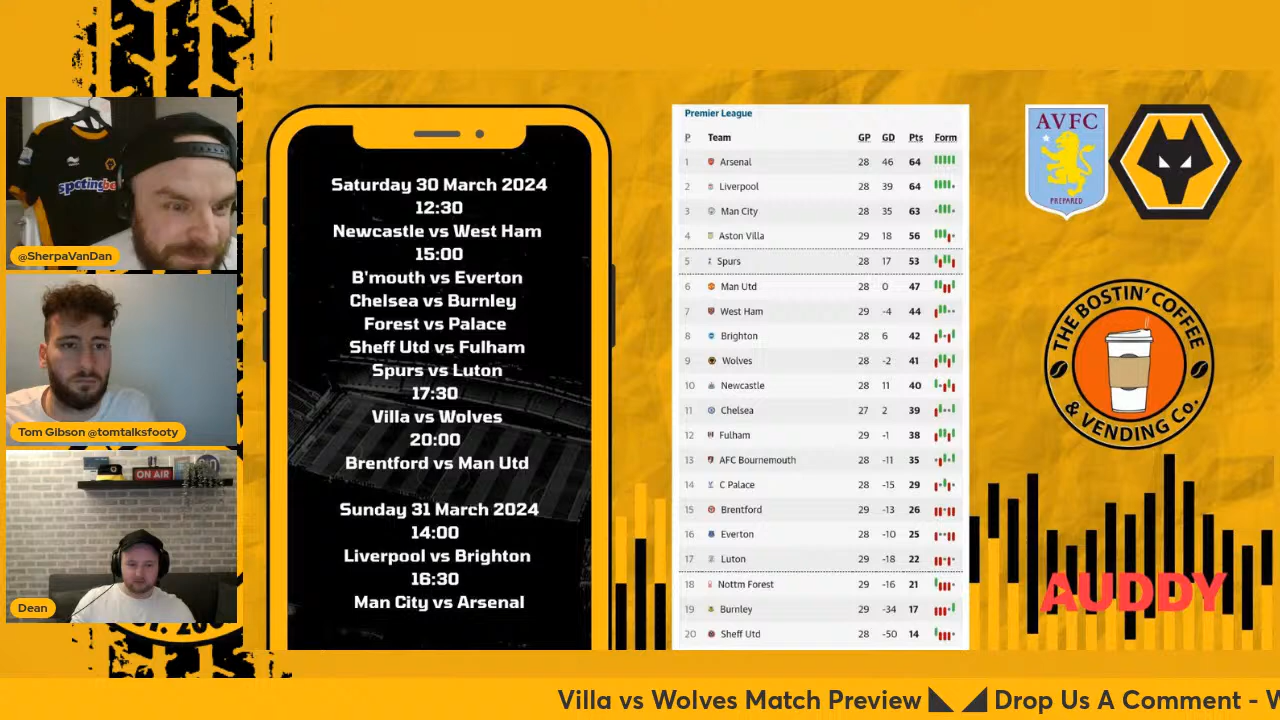 @SherpaVanDan
Tom Gibson @tomtalksfooty
ON AIR
Dean
Saturday 30 March 2024
12:30
Newcastle vs West Ham
15:00
B'mouth vs Everton
Chelsea vs Burnley
Forest vs Palace
Sheff Utd vs Fulham
Spurs vs Luton
17:30
Villa vs Wolves
20:00
Brentford vs Man Utd
Sunday 31 March 2024
14:00
Liverpool vs Brighton
16:30
Man City vs Arsenal
Premier League
P Team GP GD Pts Form
1 Arsenal 28 46 64
2 Liverpool 28 39 64
3 Man City 28 35 63
4 Aston Villa 29 18 56
5 Spurs 28 17 53
6 Man Utd 28 0 47
7 West Ham 29 -4 44
8 Brighton 28 6 42
9 Wolves 28 -2 41
10 Newcastle 28 11 40
11 Chelsea 27 2 39
12 Fulham 29 -1 38
13 AFC Bournemouth 28 -11 35
14 C Palace 28 -15 29
15 Brentford 29 -13 26
16 Everton 28 -10 25
17 Luton 29 -18 22
18 Nottm Forest 29 -16 21
19 Burnley 29 -34 17
20 Sheff Utd 28 -50 14
AVFC
PREPARED
THE BOSTIN' COFFEE
& VENDING CO.
AUDDY
Villa vs Wolves Match Preview Drop Us A Comment - W